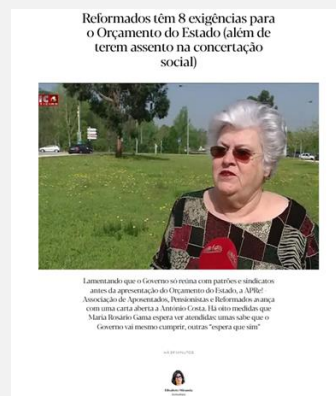 Reformados têm 8 exigências para
o Orçamento do Estado (além de
terem assento na concertação
social)
Lamentando que o Governo só reúna com patrões e sindicatos
antes da apresentação do Orçamento do Estado, a APRe!
Associação de Aposentados, Pensionistas e Reformados avança
com uma carta aberta a António Costa. Há oito medidas que
Maria Rosário Gama espera ver atendidas: umas sabe que o
Governo vai mesmo cumprir, outras "espera que sim"